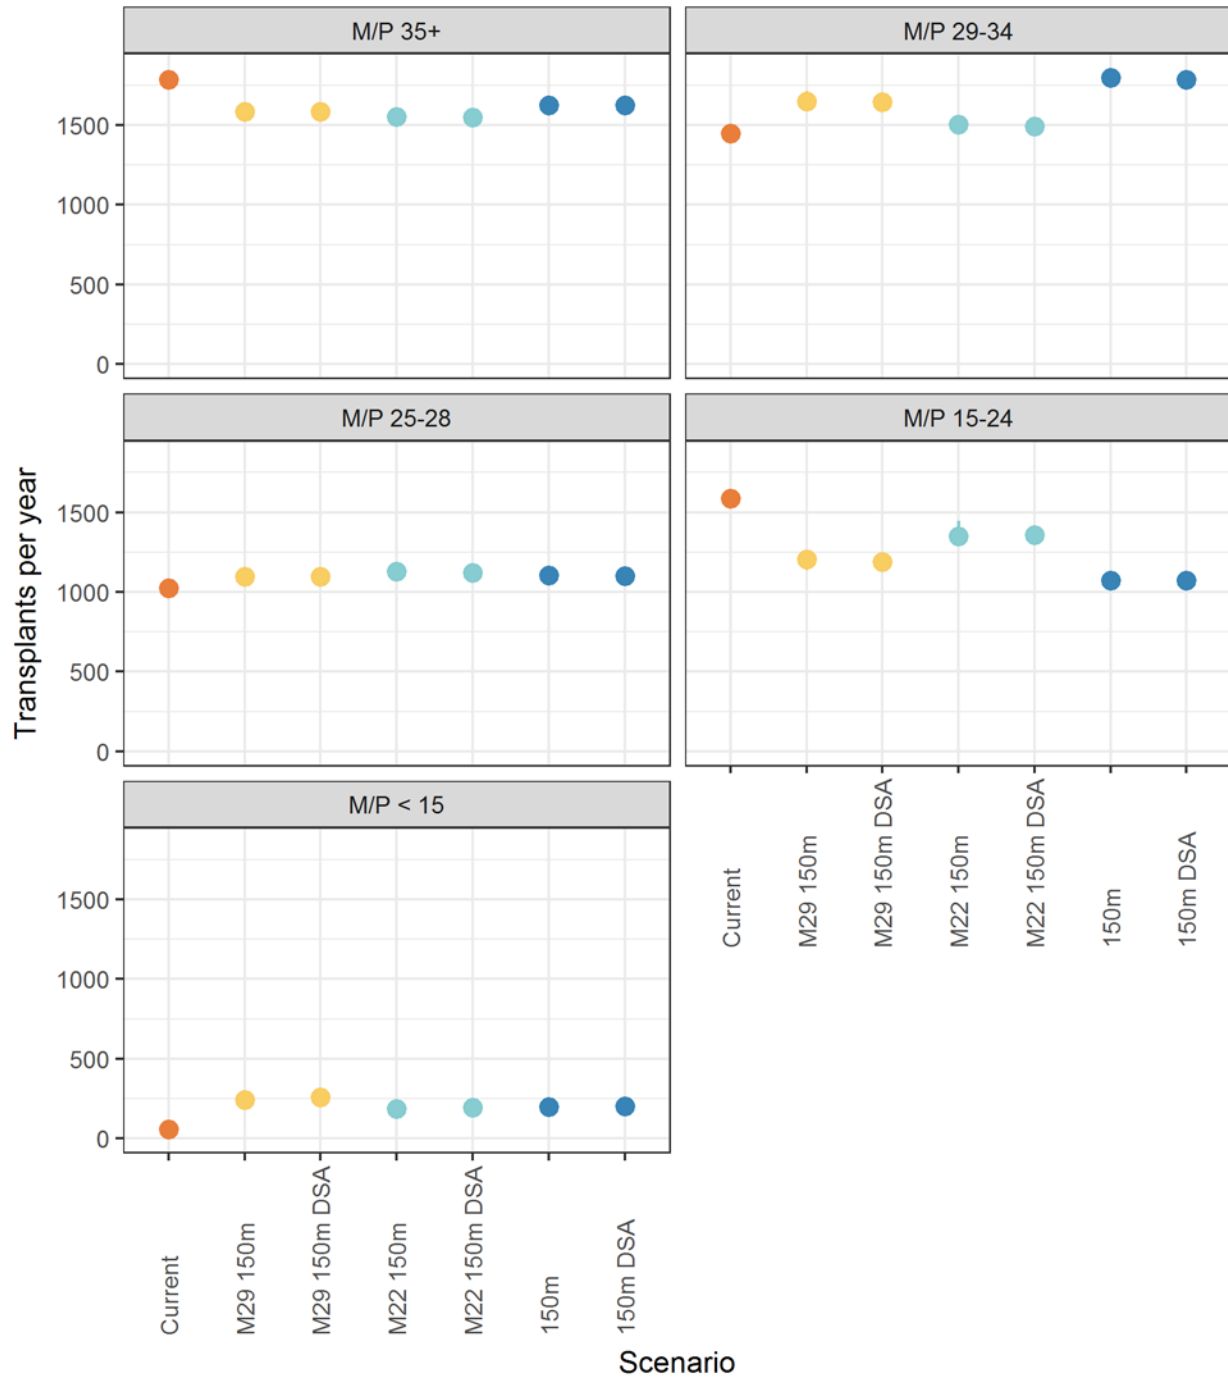 M/P 35+
M/P 29-34
1500
1000
500
0
M/P 25-28
M/P 15-24
1500
1000
500
0
M/P < 15
1500
1000
500
0
Transplants per year
Current
M29 150m
M29 150m DSA
M22 150m
M22 150m DSA
150m
150m DSA
Current
M29 150m
M29 150m DSA
M22 150m
M22 150m DSA
150m
150m DSA
Scenario